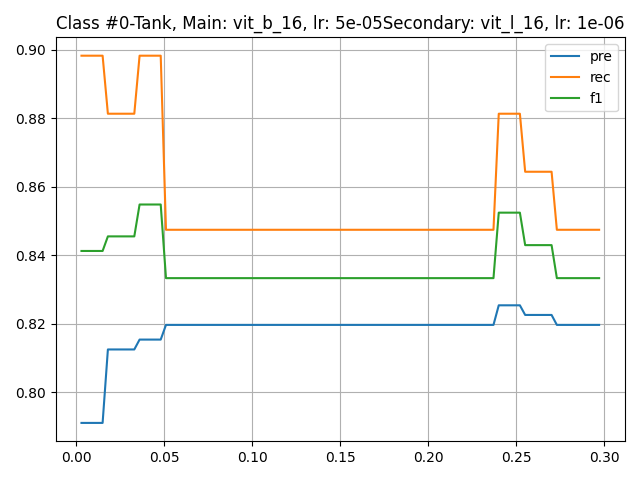 Class #0-Tank, Main: vit_b_16, lr: 5e-05Secondary: vit_l_16, lr: 1e-06
pre
rec
f1
0.90
0.88
0.86
0.84
0.82
0.80
0.00 0.05 0.10 0.15 0.20 0.25 0.30